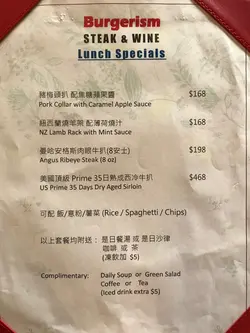 Burgerism
STEAK & WINE
Lunch Specials
豬梅頭扒 配焦糖蘋果醬 $168
Pork Collar with Caramel Apple Sauce
紐西蘭燒羊架 配薄荷燒汁 $168
NZ Lamb Rack with Mint Sauce
曼哈安格斯肉眼牛扒 (8安士) $198
Angus Ribeye Steak (8 oz)
美國頂級 Prime 35日熟成西冷牛扒 $468
US Prime 35 Days Dry Aged Sirloin
可配 飯/意粉/薯菜 (Rice / Spaghetti / Chips)
以上套餐均附送 : 是日餐湯 或 是日沙律
咖啡 或 茶
(凍飲加 $5)
Complimentary: Daily Soup or Green Salad
Coffee or Tea
(Iced drink extra $5)